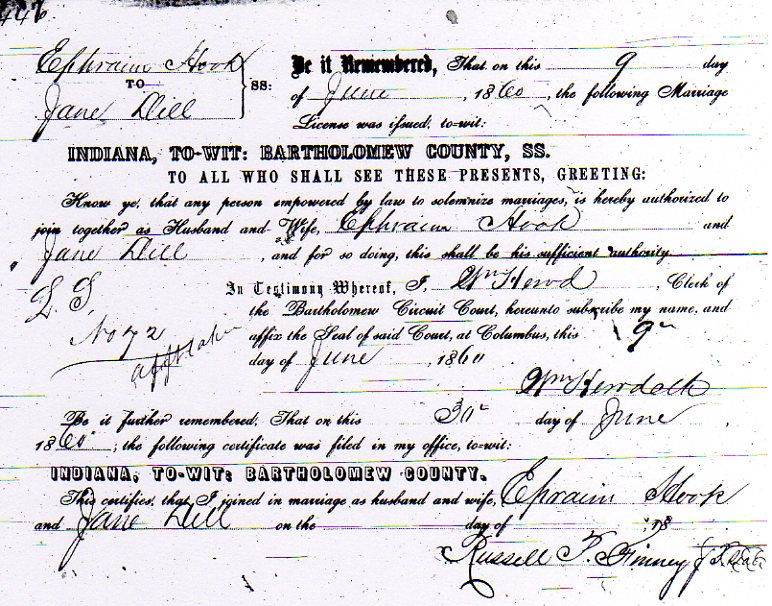 446
Ephraim Hook
TO
Jane Dill
SS:
Be it Remembered, That on this 9 day
of June, 1860, the following Marriage
License was issued, to-wit:
INDIANA, TO-WIT: BARTHOLOMEW COUNTY, SS.
TO ALL WHO SHALL SEE THESE PRESENTS, GREETING:
Know ye, that any person empowered by law to solemnize marriages, is hereby authorized to
join together as Husband and Wife, Ephraim Hook and
Jane Dill, and for so doing, this shall be his sufficient authority
L. S.
In Testimony Whereof, I, Wm Herod, Clerk of
the Bartholomew Circuit Court, hereunto subscribe my name, and
No 72
affix the Seal of said Court, at Columbus, this 9"
afft taken
day of June, 1860
Wm Herod Clk
Be it further remembered, That on this 30" day of June
1860; the following certificate was filed in my office, to-wit:
INDIANA, TO-WIT: BARTHOLOMEW COUNTY.
This certifies, that I joined in marriage as husband and wife, Ephraim Hook
and Jane Dill on the day of , 18
Russell F. Finney